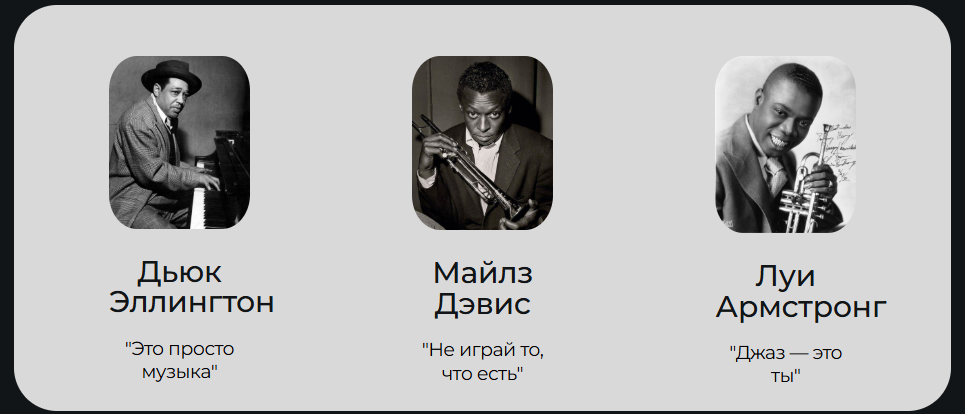 Дьюк
Эллингтон
"Это просто
музыка"
Майлз
Дэвис
"Не играй то,
что есть"
Луи
Армстронг
"Джаз — это
ты"